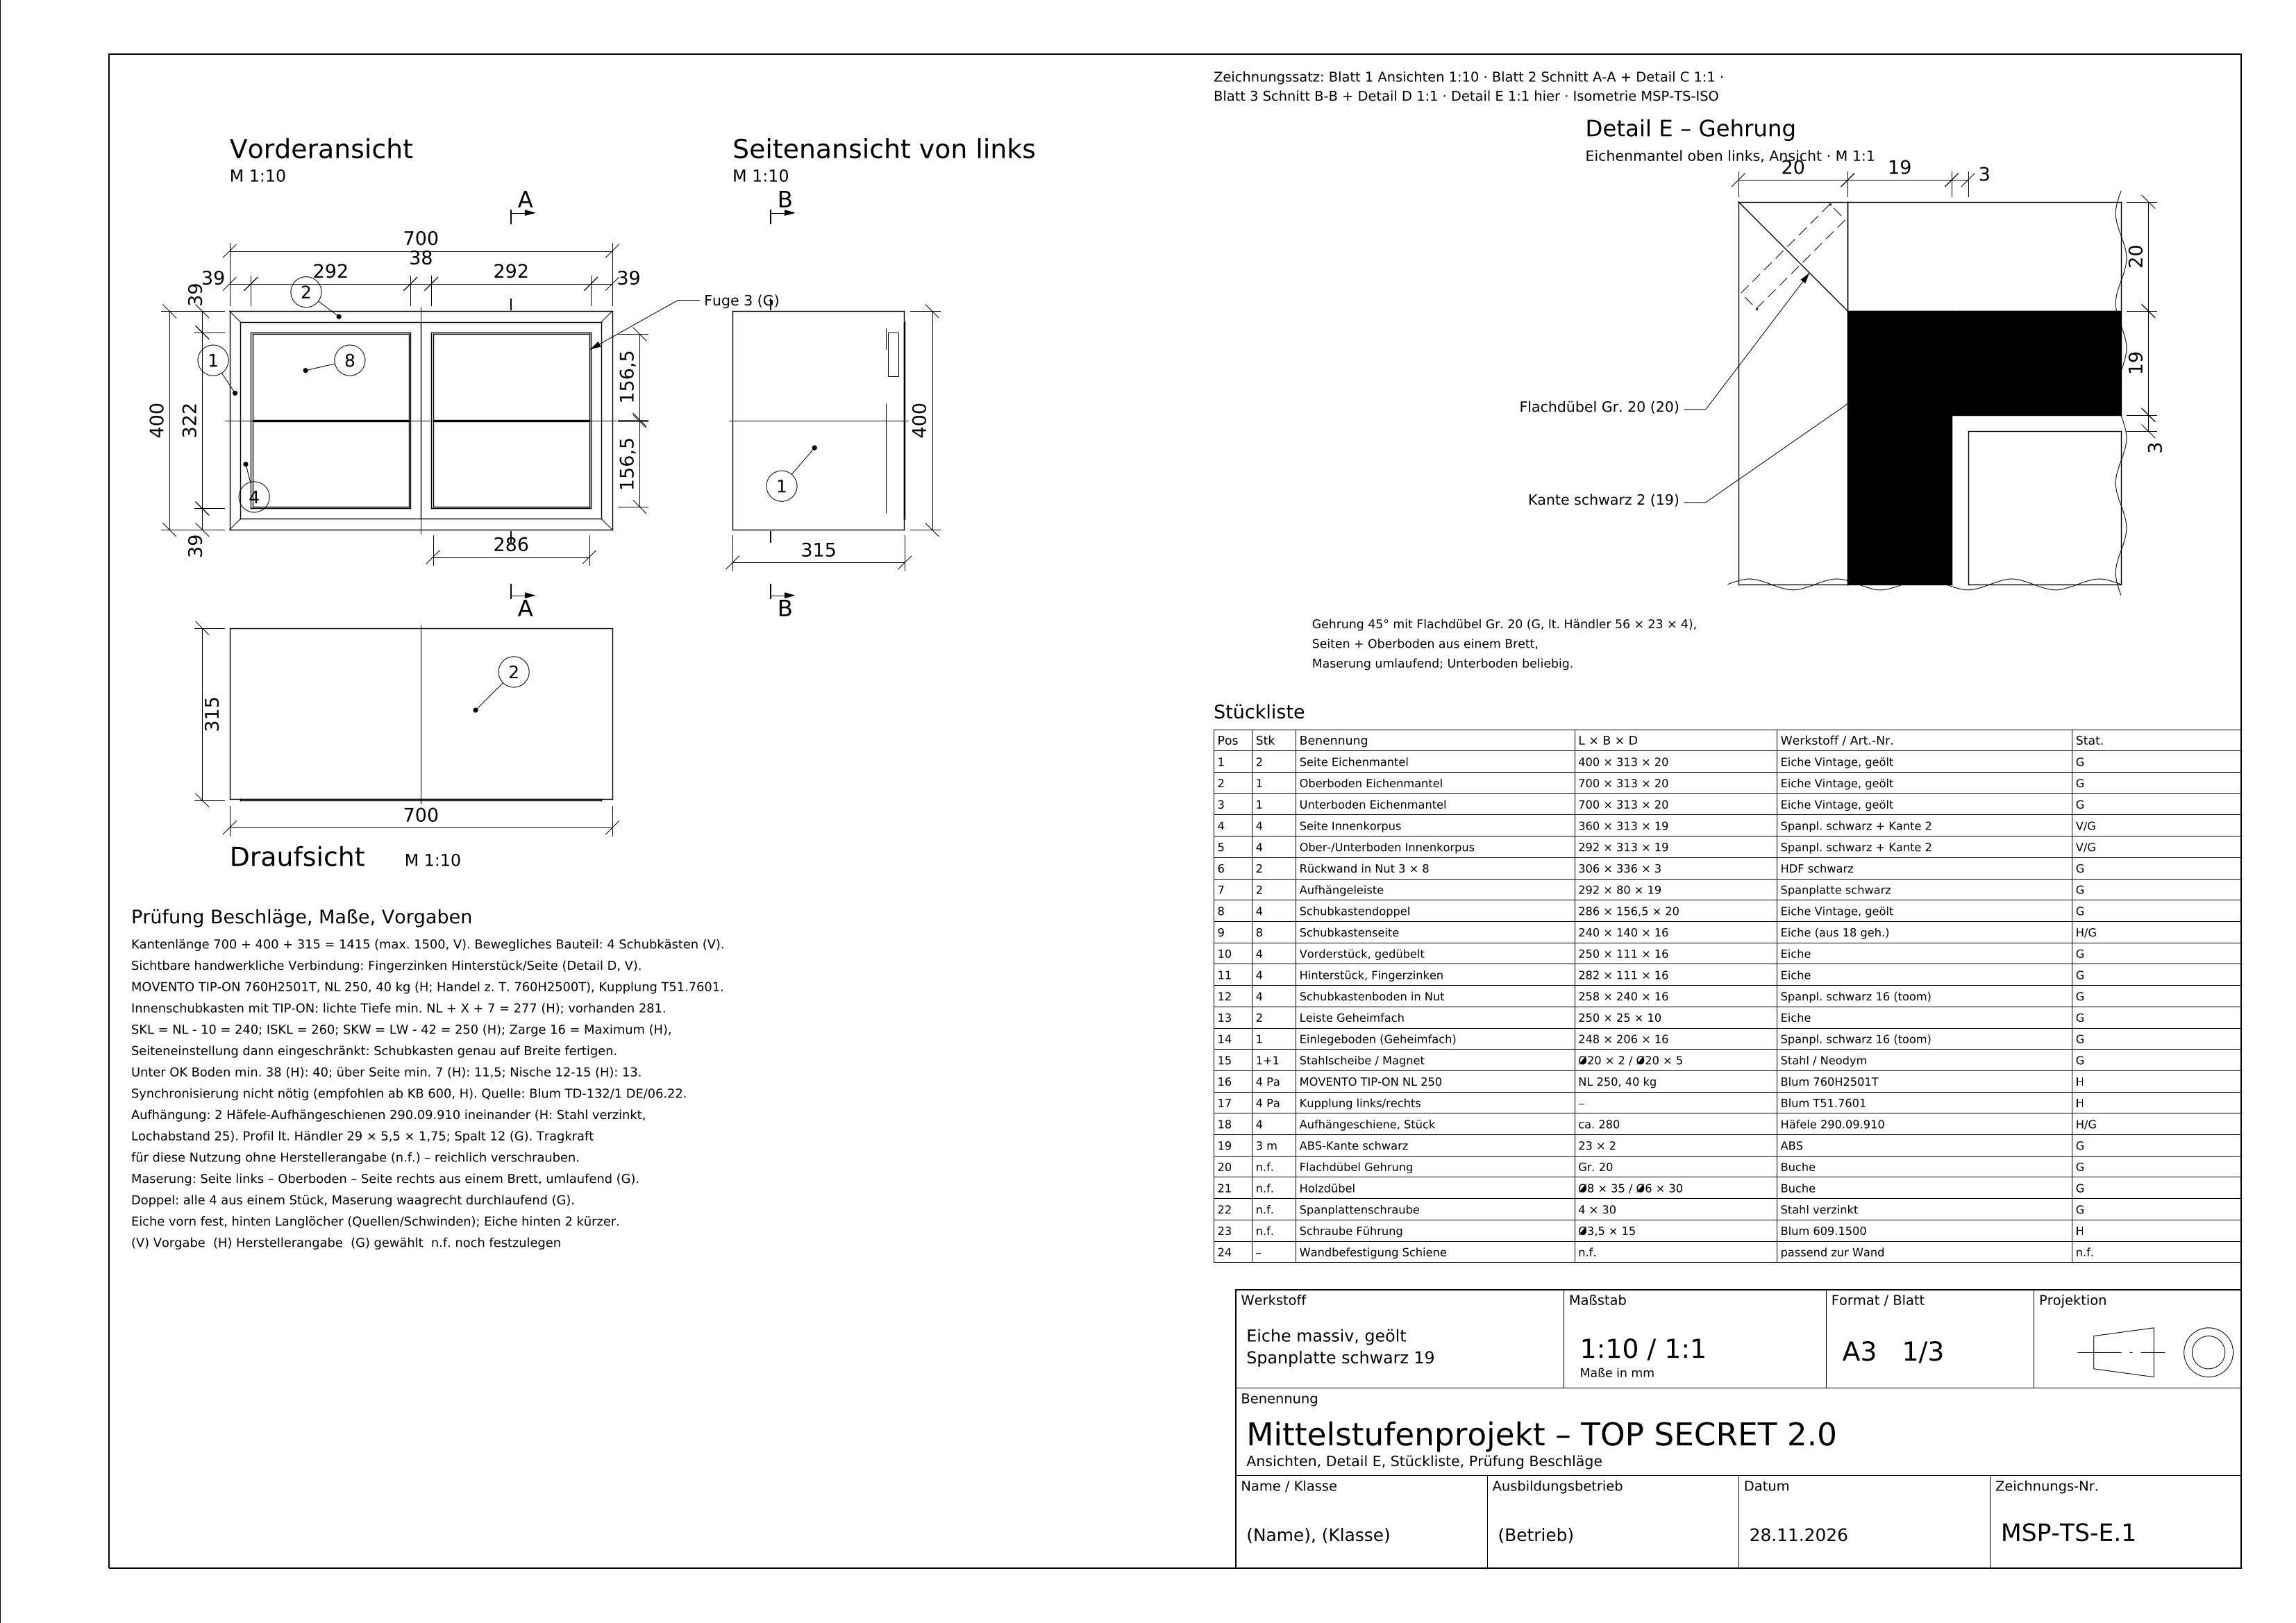 Zeichnungssatz: Blatt 1 Ansichten 1:10 · Blatt 2 Schnitt A-A + Detail C 1:1 ·
Blatt 3 Schnitt B-B + Detail D 1:1 · Detail E 1:1 hier · Isometrie MSP-TS-ISO
Vorderansicht
M 1:10
A
700
38
39
292
292
39
39
2
Fuge 3 (G)
1
8
400
322
156,5
156,5
4
39
286
A
Seitenansicht von links
M 1:10
B
400
1
315
B
315
2
700
Draufsicht M 1:10
Detail E – Gehrung
Eichenmantel oben links, Ansicht · M 1:1
20
19
3
20
19
3
Flachdübel Gr. 20 (20)
Kante schwarz 2 (19)
Gehrung 45° mit Flachdübel Gr. 20 (G, lt. Händler 56 × 23 × 4),
Seiten + Oberboden aus einem Brett,
Maserung umlaufend; Unterboden beliebig.
Prüfung Beschläge, Maße, Vorgaben
Kantenlänge 700 + 400 + 315 = 1415 (max. 1500, V). Bewegliches Bauteil: 4 Schubkästen (V).
Sichtbare handwerkliche Verbindung: Fingerzinken Hinterstück/Seite (Detail D, V).
MOVENTO TIP-ON 760H2501T, NL 250, 40 kg (H; Handel z. T. 760H2500T), Kupplung T51.7601.
Innenschubkasten mit TIP-ON: lichte Tiefe min. NL + X + 7 = 277 (H); vorhanden 281.
SKL = NL - 10 = 240; ISKL = 260; SKW = LW - 42 = 250 (H); Zarge 16 = Maximum (H),
Seiteneinstellung dann eingeschränkt: Schubkasten genau auf Breite fertigen.
Unter OK Boden min. 38 (H): 40; über Seite min. 7 (H): 11,5; Nische 12-15 (H): 13.
Synchronisierung nicht nötig (empfohlen ab KB 600, H). Quelle: Blum TD-132/1 DE/06.22.
Aufhängung: 2 Häfele-Aufhängeschienen 290.09.910 ineinander (H: Stahl verzinkt,
Lochabstand 25). Profil lt. Händler 29 × 5,5 × 1,75; Spalt 12 (G). Tragkraft
für diese Nutzung ohne Herstellerangabe (n.f.) – reichlich verschrauben.
Maserung: Seite links – Oberboden – Seite rechts aus einem Brett, umlaufend (G).
Doppel: alle 4 aus einem Stück, Maserung waagrecht durchlaufend (G).
Eiche vorn fest, hinten Langlöcher (Quellen/Schwinden); Eiche hinten 2 kürzer.
(V) Vorgabe (H) Herstellerangabe (G) gewählt n.f. noch festzulegen
Stückliste
Pos Stk Benennung L × B × D Werkstoff / Art.-Nr. Stat.
1 2 Seite Eichenmantel 400 × 313 × 20 Eiche Vintage, geölt G
2 1 Oberboden Eichenmantel 700 × 313 × 20 Eiche Vintage, geölt G
3 1 Unterboden Eichenmantel 700 × 313 × 20 Eiche Vintage, geölt G
4 4 Seite Innenkorpus 360 × 313 × 19 Spanpl. schwarz + Kante 2 V/G
5 4 Ober-/Unterboden Innenkorpus 292 × 313 × 19 Spanpl. schwarz + Kante 2 V/G
6 2 Rückwand in Nut 3 × 8 306 × 336 × 3 HDF schwarz G
7 2 Aufhängeleiste 292 × 80 × 19 Spanplatte schwarz G
8 4 Schubkastendoppel 286 × 156,5 × 20 Eiche Vintage, geölt G
9 8 Schubkastenseite 240 × 140 × 16 Eiche (aus 18 geh.) H/G
10 4 Vorderstück, gedübelt 250 × 111 × 16 Eiche G
11 4 Hinterstück, Fingerzinken 282 × 111 × 16 Eiche G
12 4 Schubkastenboden in Nut 258 × 240 × 16 Spanpl. schwarz 16 (toom) G
13 2 Leiste Geheimfach 250 × 25 × 10 Eiche G
14 1 Einlegeboden (Geheimfach) 248 × 206 × 16 Spanpl. schwarz 16 (toom) G
15 1+1 Stahlscheibe / Magnet Ø20 × 2 / Ø20 × 5 Stahl / Neodym G
16 4 Pa MOVENTO TIP-ON NL 250 NL 250, 40 kg Blum 760H2501T H
17 4 Pa Kupplung links/rechts – Blum T51.7601 H
18 4 Aufhängeschiene, Stück ca. 280 Häfele 290.09.910 H/G
19 3 m ABS-Kante schwarz 23 × 2 ABS G
20 n.f. Flachdübel Gehrung Gr. 20 Buche G
21 n.f. Holzdübel Ø8 × 35 / Ø6 × 30 Buche G
22 n.f. Spanplattenschraube 4 × 30 Stahl verzinkt G
23 n.f. Schraube Führung Ø3,5 × 15 Blum 609.1500 H
24 – Wandbefestigung Schiene n.f. passend zur Wand n.f.
Werkstoff
Eiche massiv, geölt
Spanplatte schwarz 19
Maßstab
1:10 / 1:1
Maße in mm
Format / Blatt
A3 1/3
Projektion
Benennung
Mittelstufenprojekt – TOP SECRET 2.0
Ansichten, Detail E, Stückliste, Prüfung Beschläge
Name / Klasse
(Name), (Klasse)
Ausbildungsbetrieb
(Betrieb)
Datum
28.11.2026
Zeichnungs-Nr.
MSP-TS-E.1